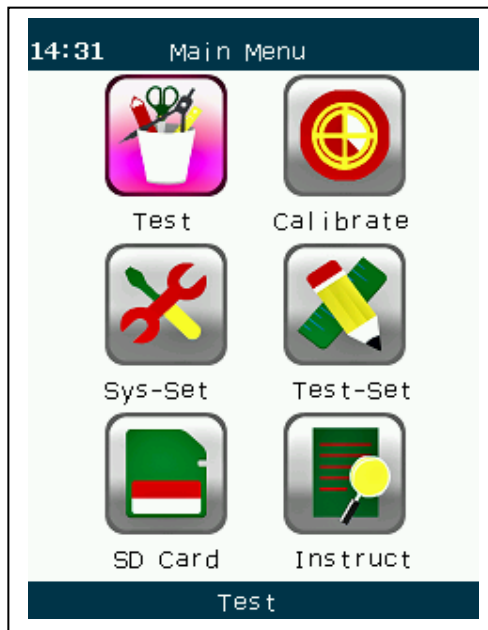 14:31 Main Menu
Test Calibrate
Sys-Set Test-Set
SD Card Instruct
Test